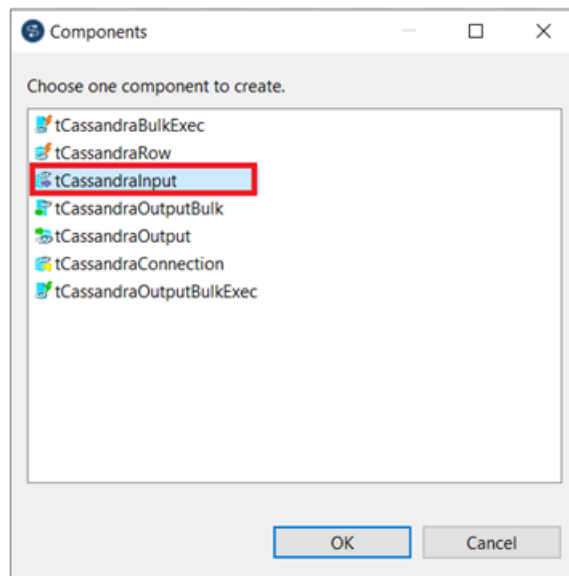 Components
Choose one component to create.
tCassandraBulkExec
tCassandraRow
tCassandraInput
tCassandraOutputBulk
tCassandraOutput
tCassandraConnection
tCassandraOutputBulkExec
OK Cancel